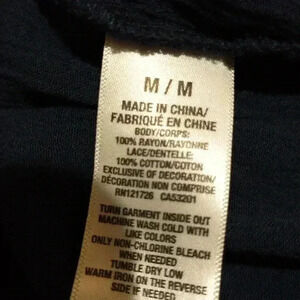 M / M
MADE IN CHINA/
FABRIQUÉ EN CHINE
BODY/CORPS:
100% RAYON/RAYONNE
LACE/DENTELLE:
100% COTTON/COTON
EXCLUSIVE OF DECORATION/
DÉCORATION NON COMPRISE
RN121726 CA53201
TURN GARMENT INSIDE OUT
MACHINE WASH COLD WITH
LIKE COLORS
ONLY NON-CHLORINE BLEACH
WHEN NEEDED
TUMBLE DRY LOW
WARM IRON ON THE REVERSE
SIDE IF NEEDED